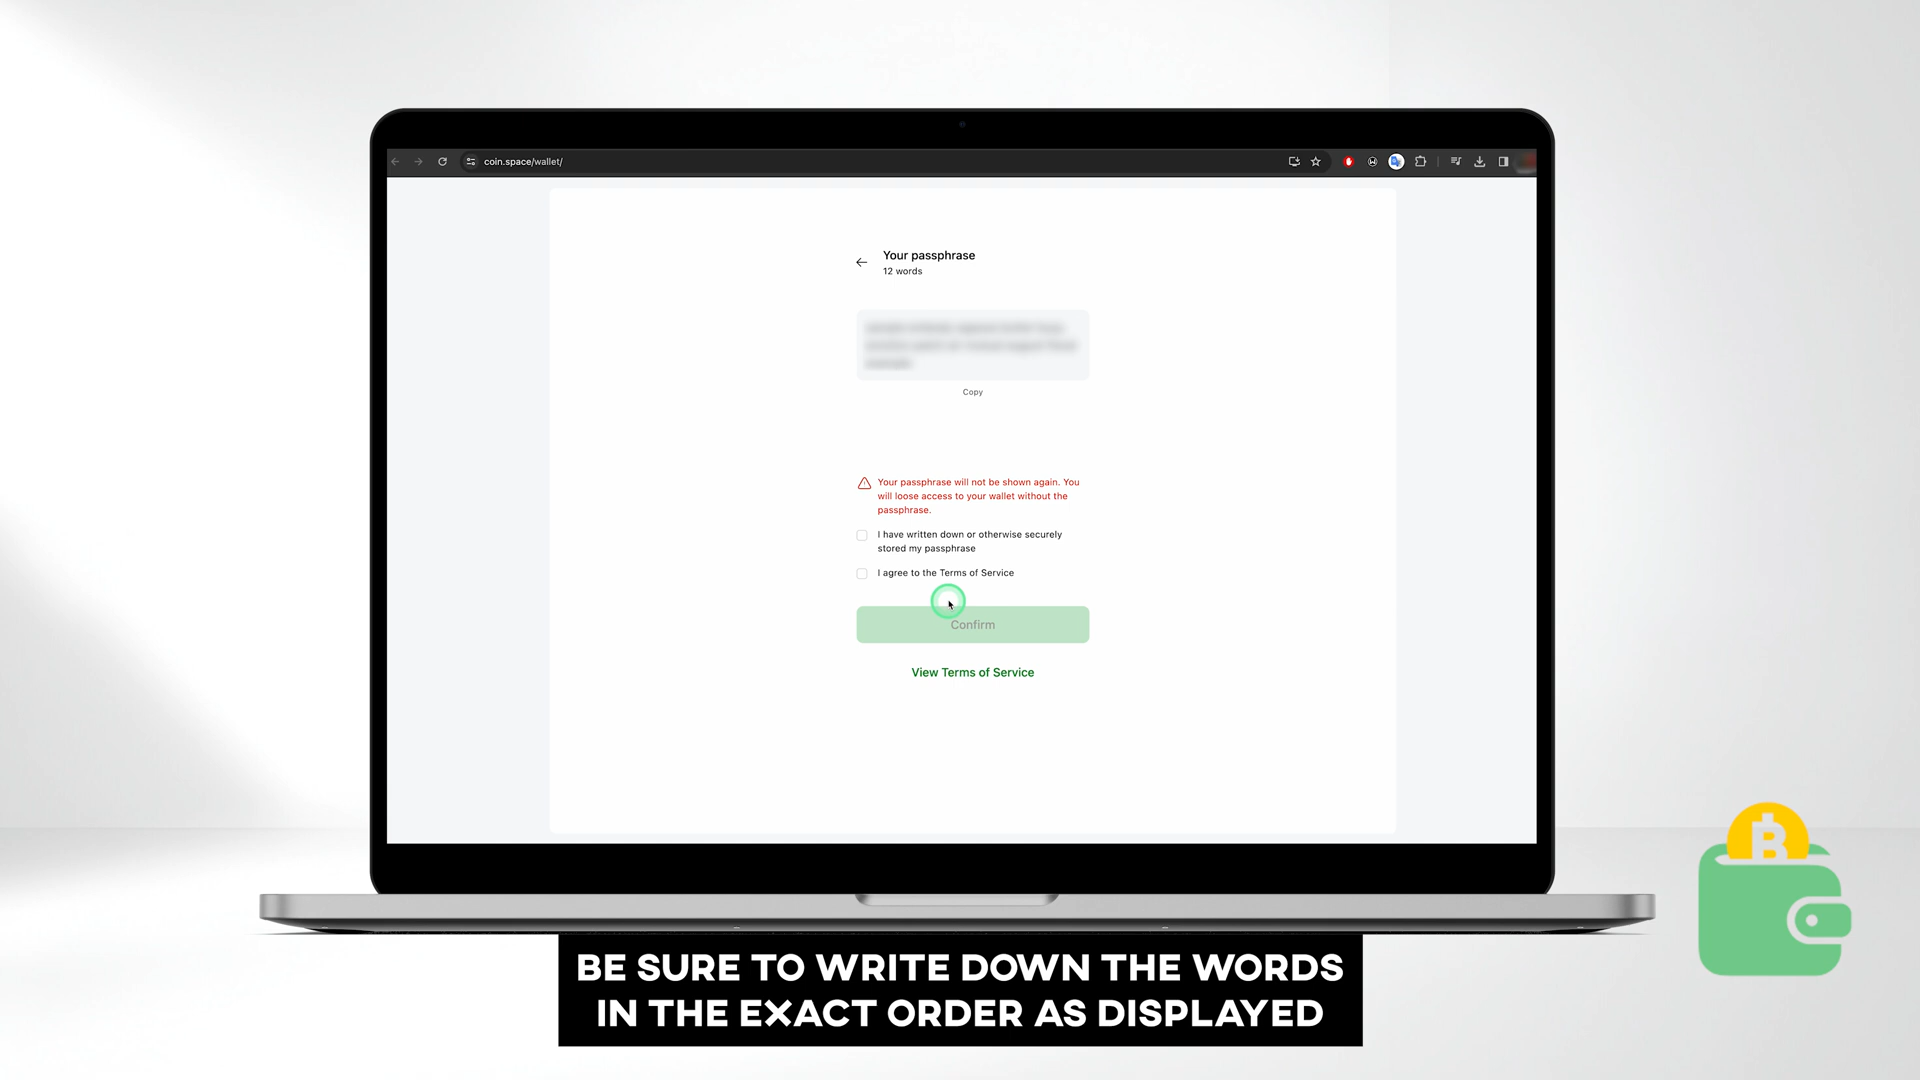 coin.space/wallet/
Your passphrase
12 words
Copy
Your passphrase will not be shown again. You
will loose access to your wallet without the
passphrase.
I have written down or otherwise securely
stored my passphrase
I agree to the Terms of Service
Confirm
View Terms of Service
BE SURE TO WRITE DOWN THE WORDS
IN THE EXACT ORDER AS DISPLAYED